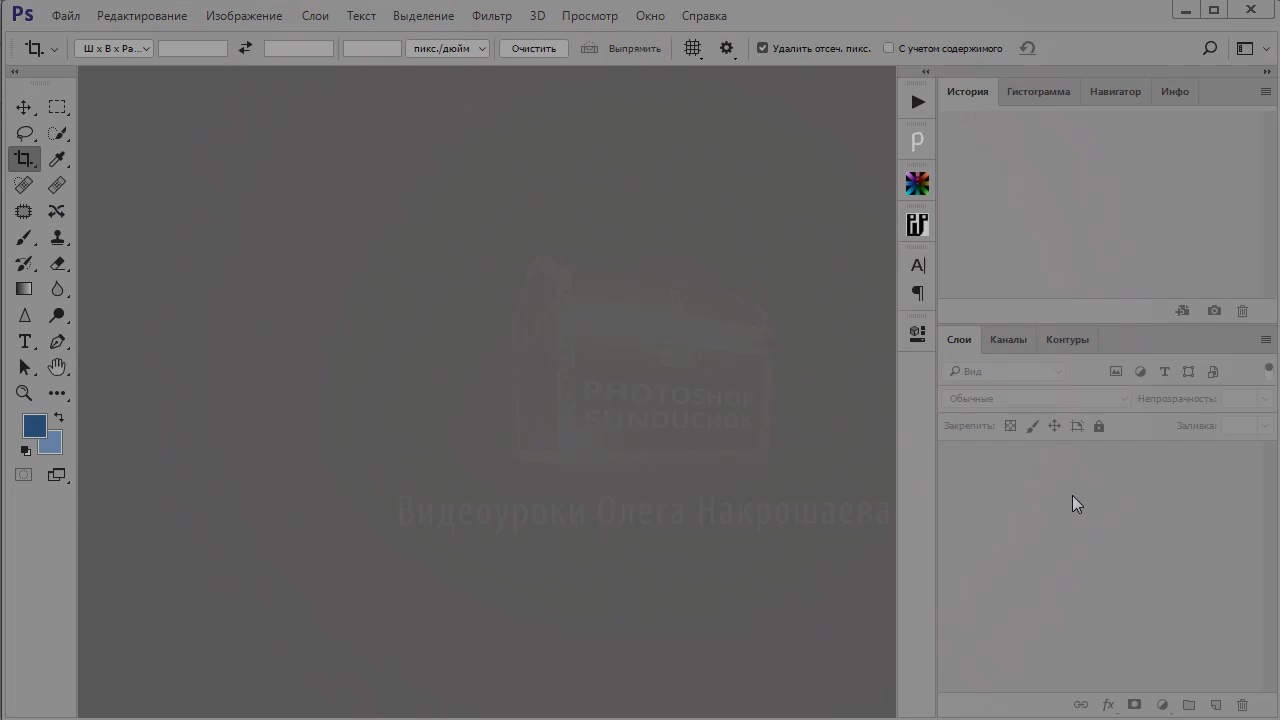 Ps Файл Редактирование Изображение Слои Текст Выделение Фильтр 3D Просмотр Окно Справка
Ш x В x Ра... пикс./дюйм Очистить Выпрямить Удалить отсеч. пикс. С учетом содержимого
История Гистограмма Навигатор Инфо
Слои Каналы Контуры
Вид
Обычные Непрозрачность:
Закрепить: Заливка:
PHOTOSHOP
SUNDUCHOK
Видеоуроки Олега Накрошаева